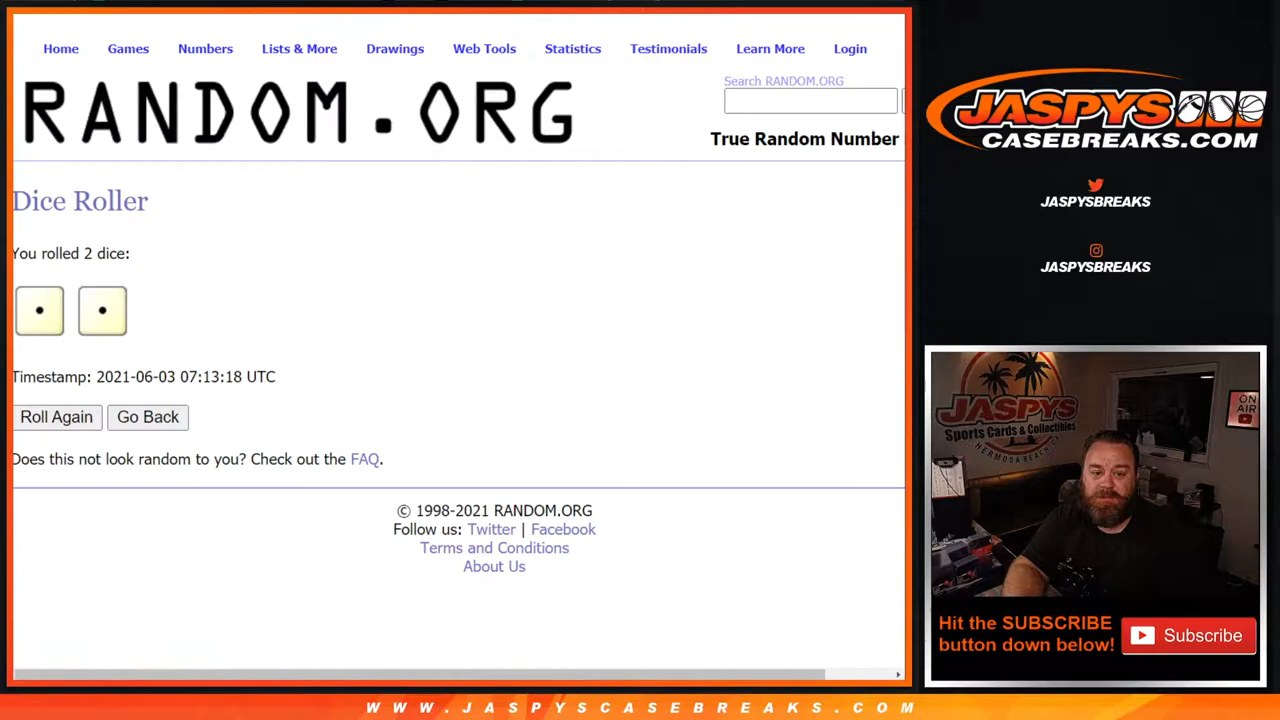 Home Games Numbers Lists & More Drawings Web Tools Statistics Testimonials Learn More Login
RANDOM.ORG
Search RANDOM.ORG
True Random Number
Dice Roller
You rolled 2 dice:
Timestamp: 2021-06-03 07:13:18 UTC
Roll Again Go Back
Does this not look random to you? Check out the FAQ.
© 1998-2021 RANDOM.ORG
Follow us: Twitter | Facebook
Terms and Conditions
About Us
JASPYS
CASEBREAKS.COM
JASPYSBREAKS
JASPYSBREAKS
JASPYS
Sports Cards & Collectibles
HERMOSA BEACH, CA
ON
AIR
Hit the SUBSCRIBE
button down below!
Subscribe
WWW.JASPYSCASEBREAKS.COM